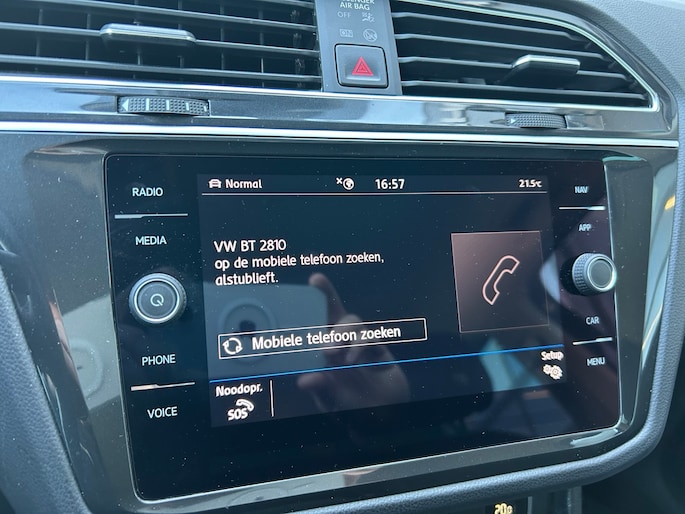 AIR BAG
OFF
RADIO
MEDIA
PHONE
VOICE
Normal
16:57
21.5°C
VW BT 2810
op de mobiele telefoon zoeken,
alstublieft.
Mobiele telefoon zoeken
Noodopr.
SOS
Setup
NAV
APP
CAR
MENU